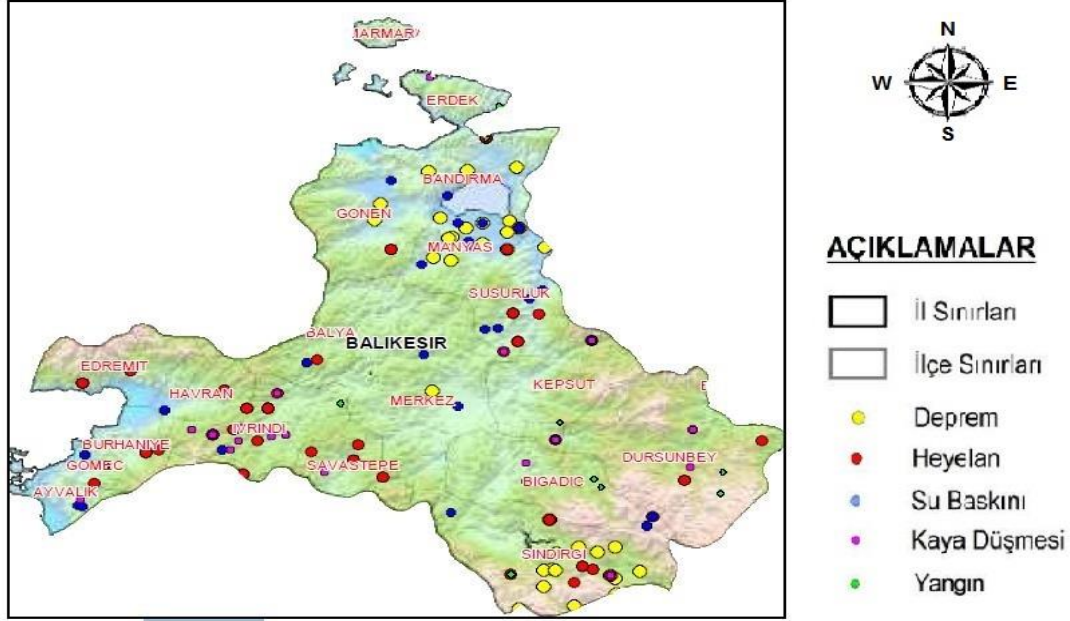 MARMARA
ERDEK
BANDIRMA
GONEN
MANYAS
SUSURLUK
BALYA
BALIKESIR
EDREMIT
HAVRAN
MERKEZ
KEPSUT
IVRINDI
BURHANIYE
GOMEC
SAVASTEPE
DURSUNBEY
BIGADIC
AYVALIK
SINDIRGI
N
W E
S
AÇIKLAMALAR
İl Sınırları
İlçe Sınırları
Deprem
Heyelan
Su Baskını
Kaya Düşmesi
Yangın